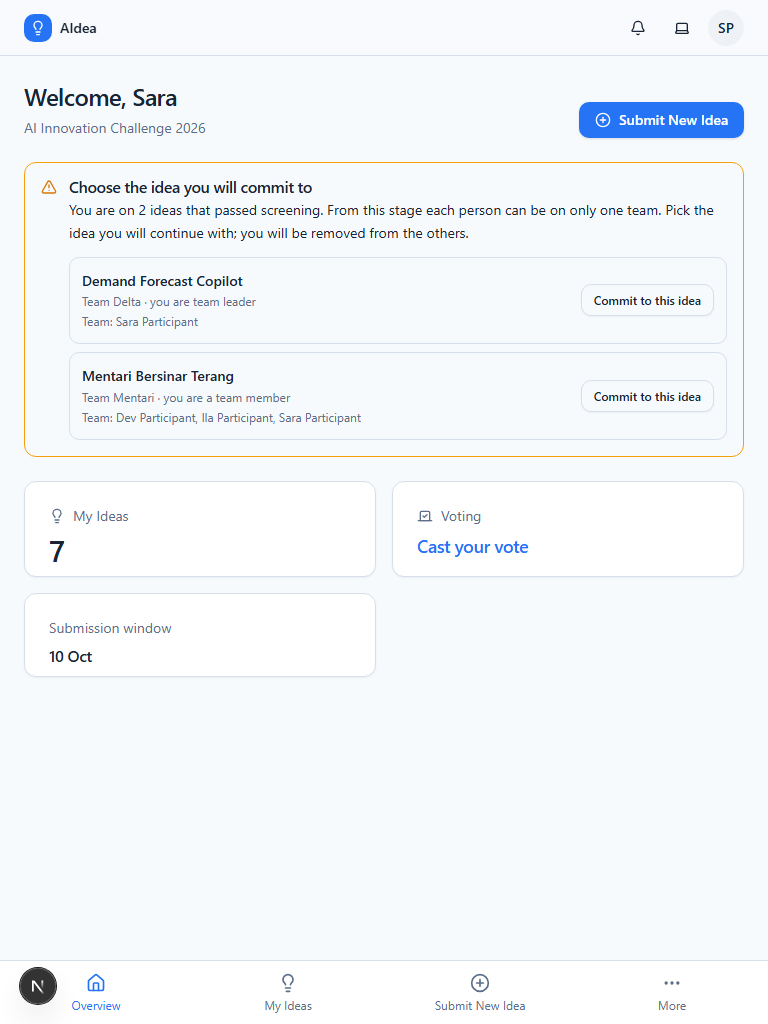 AIdea
SP
Welcome, Sara
AI Innovation Challenge 2026
Submit New Idea
Choose the idea you will commit to
You are on 2 ideas that passed screening. From this stage each person can be on only one team. Pick the
idea you will continue with; you will be removed from the others.
Demand Forecast Copilot
Team Delta · you are team leader
Team: Sara Participant
Commit to this idea
Mentari Bersinar Terang
Team Mentari · you are a team member
Team: Dev Participant, Ila Participant, Sara Participant
Commit to this idea
My Ideas
7
Voting
Cast your vote
Submission window
10 Oct
N
Overview
My Ideas
Submit New Idea
More